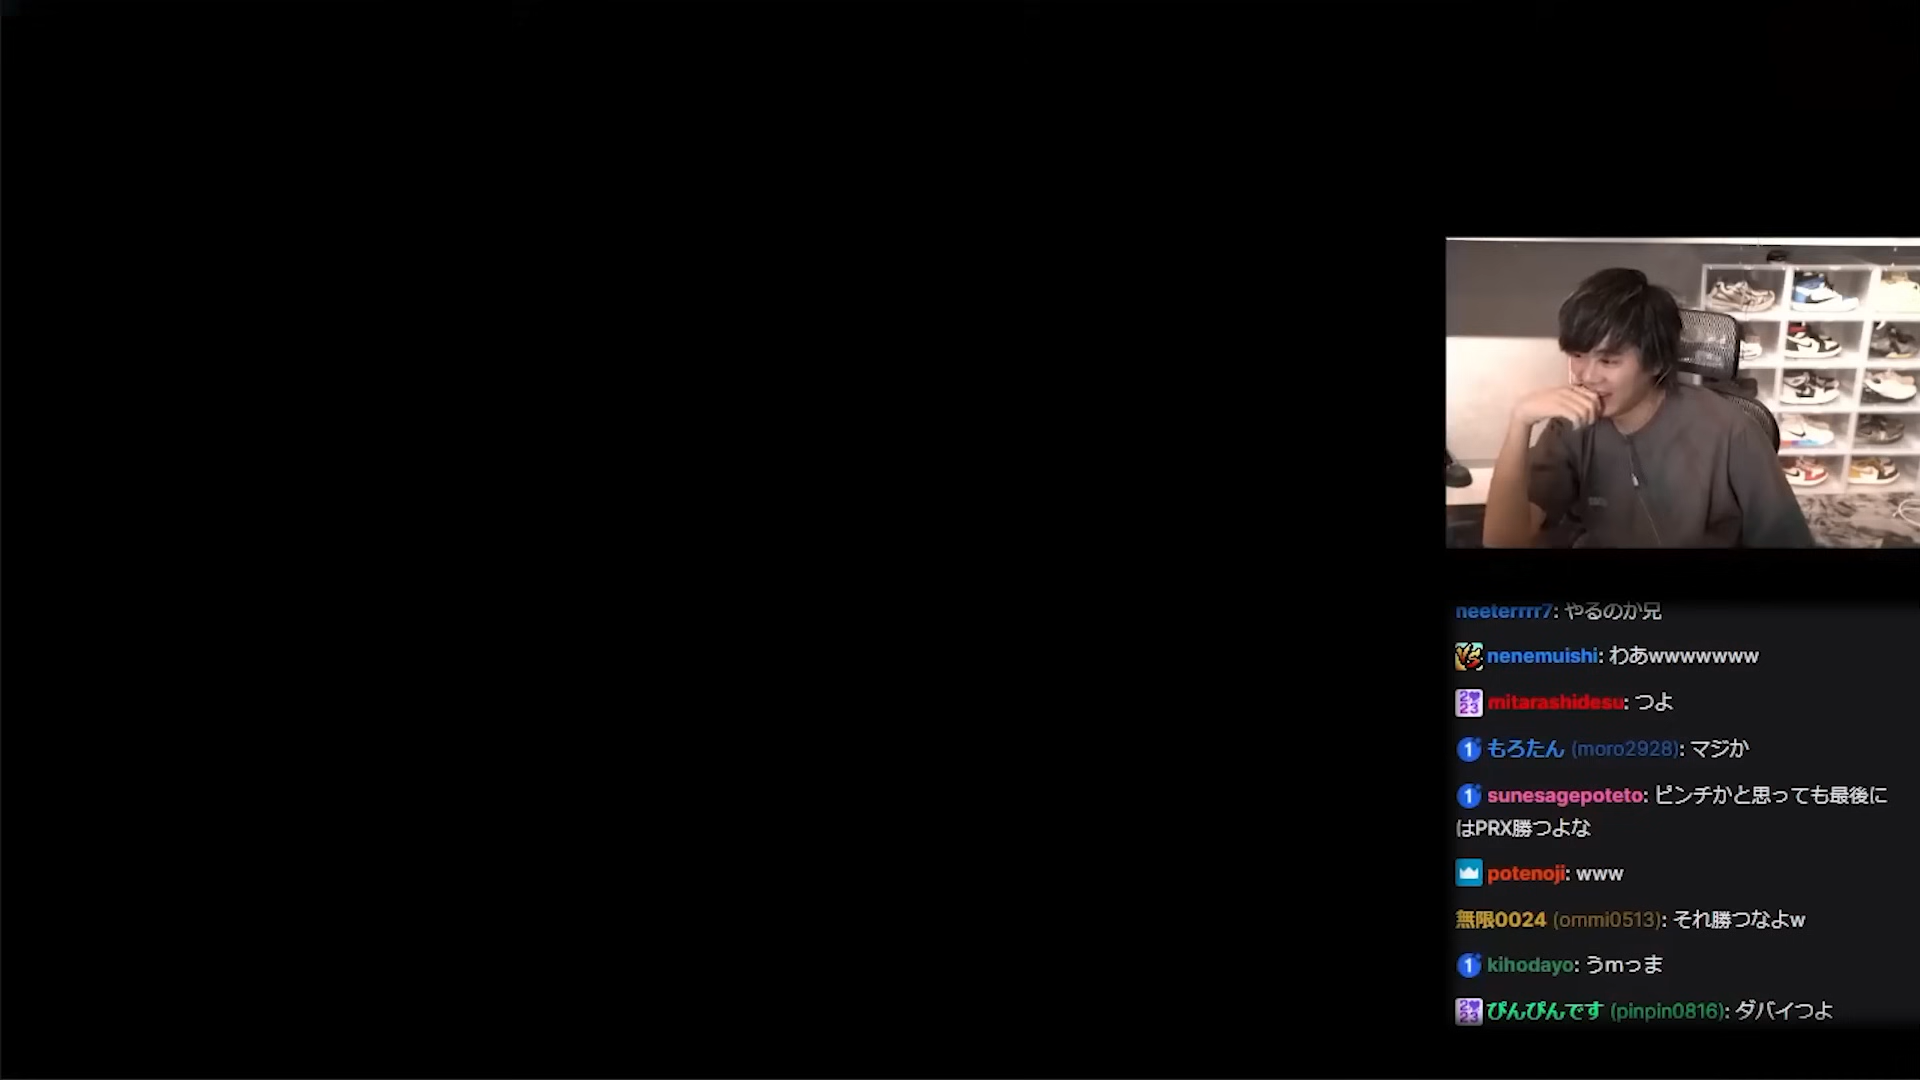 neeterrrr7: やるのか兄
nenemuishi: わあwwwwwww
mitarashidesu: つよ
もろたん (moro2928): マジか
sunesagepoteto: ピンチかと思っても最後に
はPRX勝つよな
potenoji: www
無限0024 (ommi0513): それ勝つなよw
kihodayo: うmっま
ぴんぴんです (pinpin0816): ダバイつよ